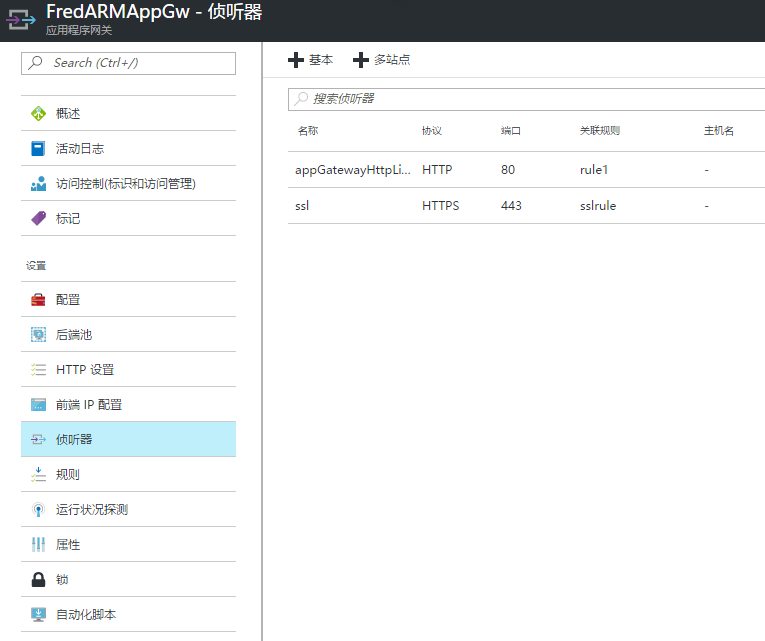 FredARMAppGw - 侦听器
应用程序网关
Search (Ctrl+/)
概述
活动日志
访问控制(标识和访问管理)
标记
设置
配置
后端池
HTTP 设置
前端 IP 配置
侦听器
规则
运行状况探测
属性
锁
自动化脚本
基本 多站点
搜索侦听器
名称 协议 端口 关联规则 主机名
appGatewayHttpLi... HTTP 80 rule1 -
ssl HTTPS 443 sslrule -